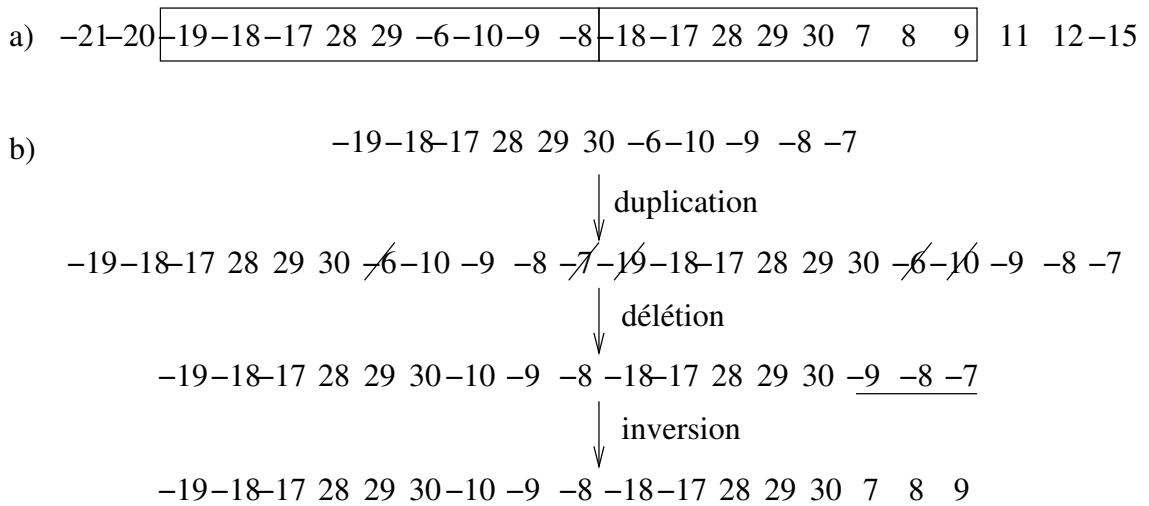 a) −21−20−19−18−17 28 29 −6−10−9 −8−18−17 28 29 30 7 8 9 11 12−15
b) −19−18−17 28 29 30 −6−10 −9 −8 −7
duplication
−19−18−17 28 29 30 −6−10 −9 −8 −7−19−18−17 28 29 30 −6−10 −9 −8 −7
délétion
−19−18−17 28 29 30−10 −9 −8 −18−17 28 29 30 −9 −8 −7
inversion
−19−18−17 28 29 30−10 −9 −8 −18−17 28 29 30 7 8 9